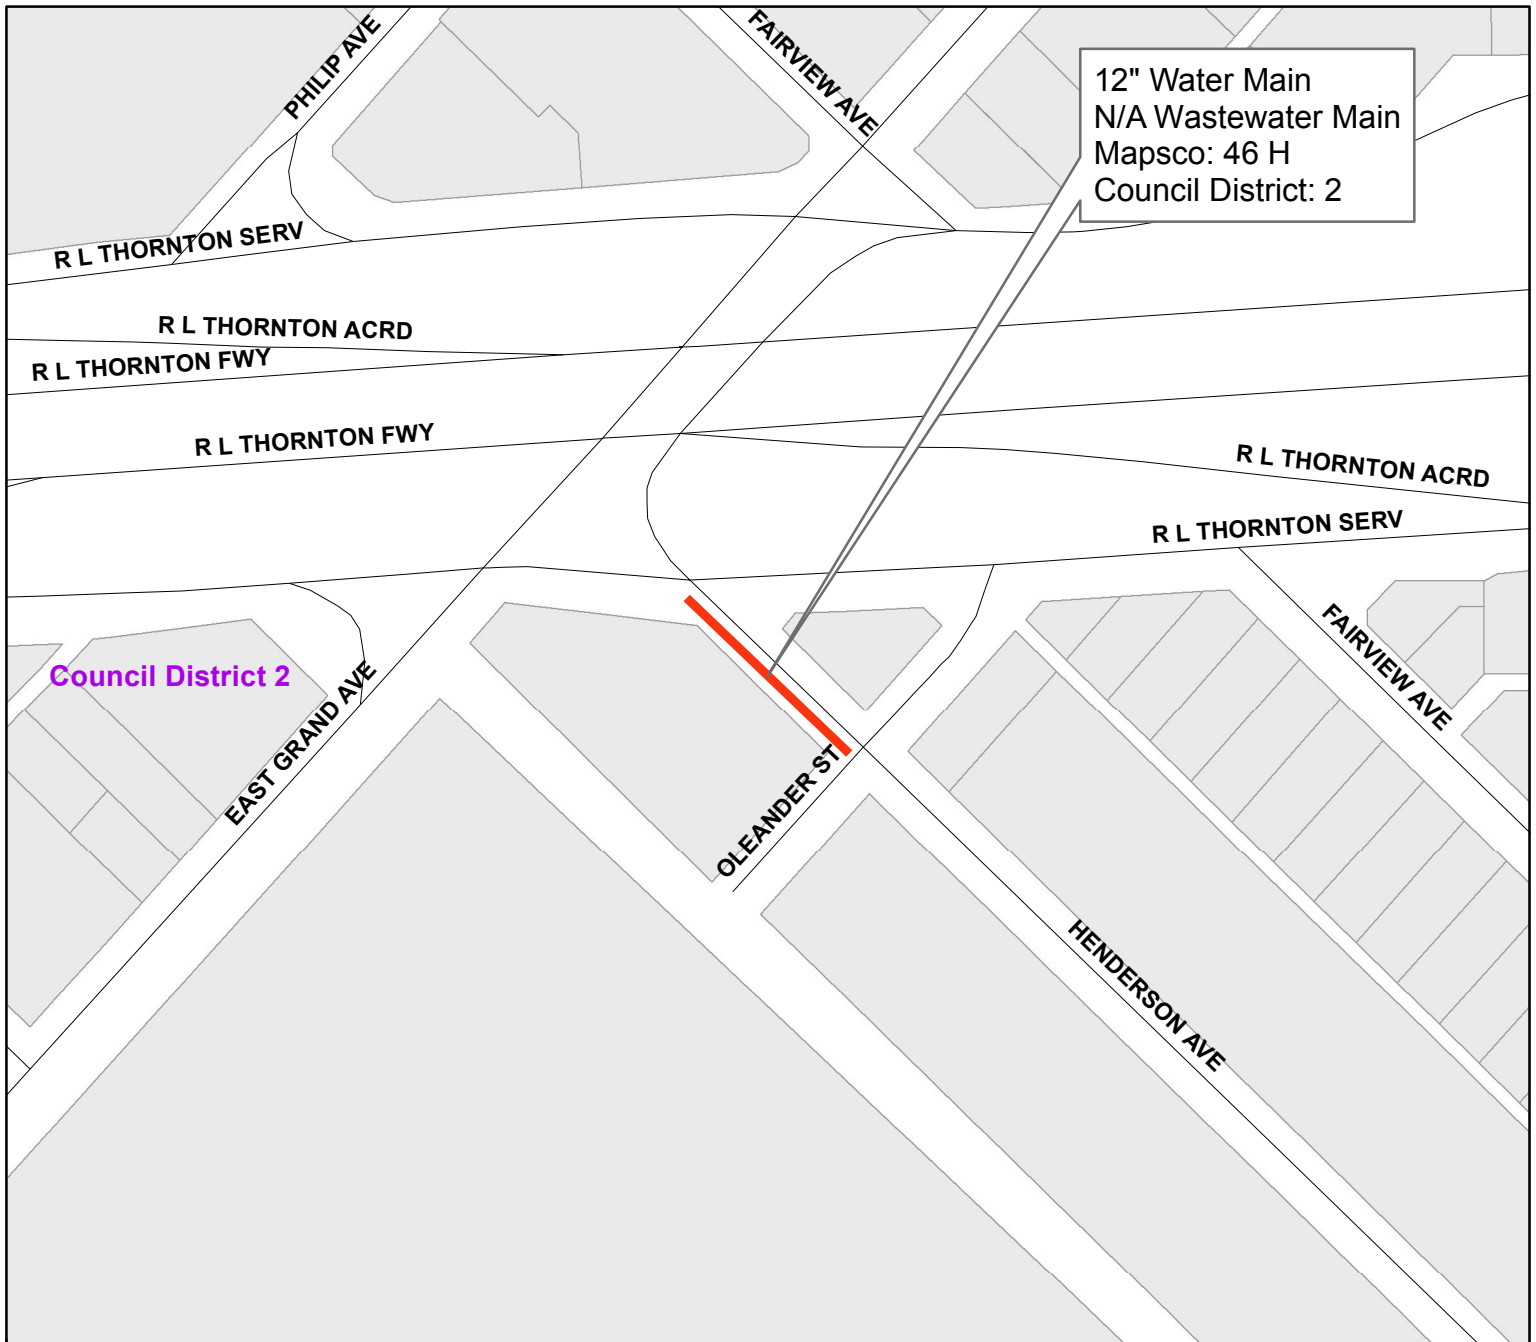 PHILIP AVE
FAIRVIEW AVE
12" Water Main
N/A Wastewater Main
Mapsco: 46 H
Council District: 2
R L THORNTON SERV
R L THORNTON ACRD
R L THORNTON FWY
R L THORNTON FWY
R L THORNTON ACRD
R L THORNTON SERV
FAIRVIEW AVE
Council District 2
EAST GRAND AVE
OLEANDER ST
HENDERSON AVE